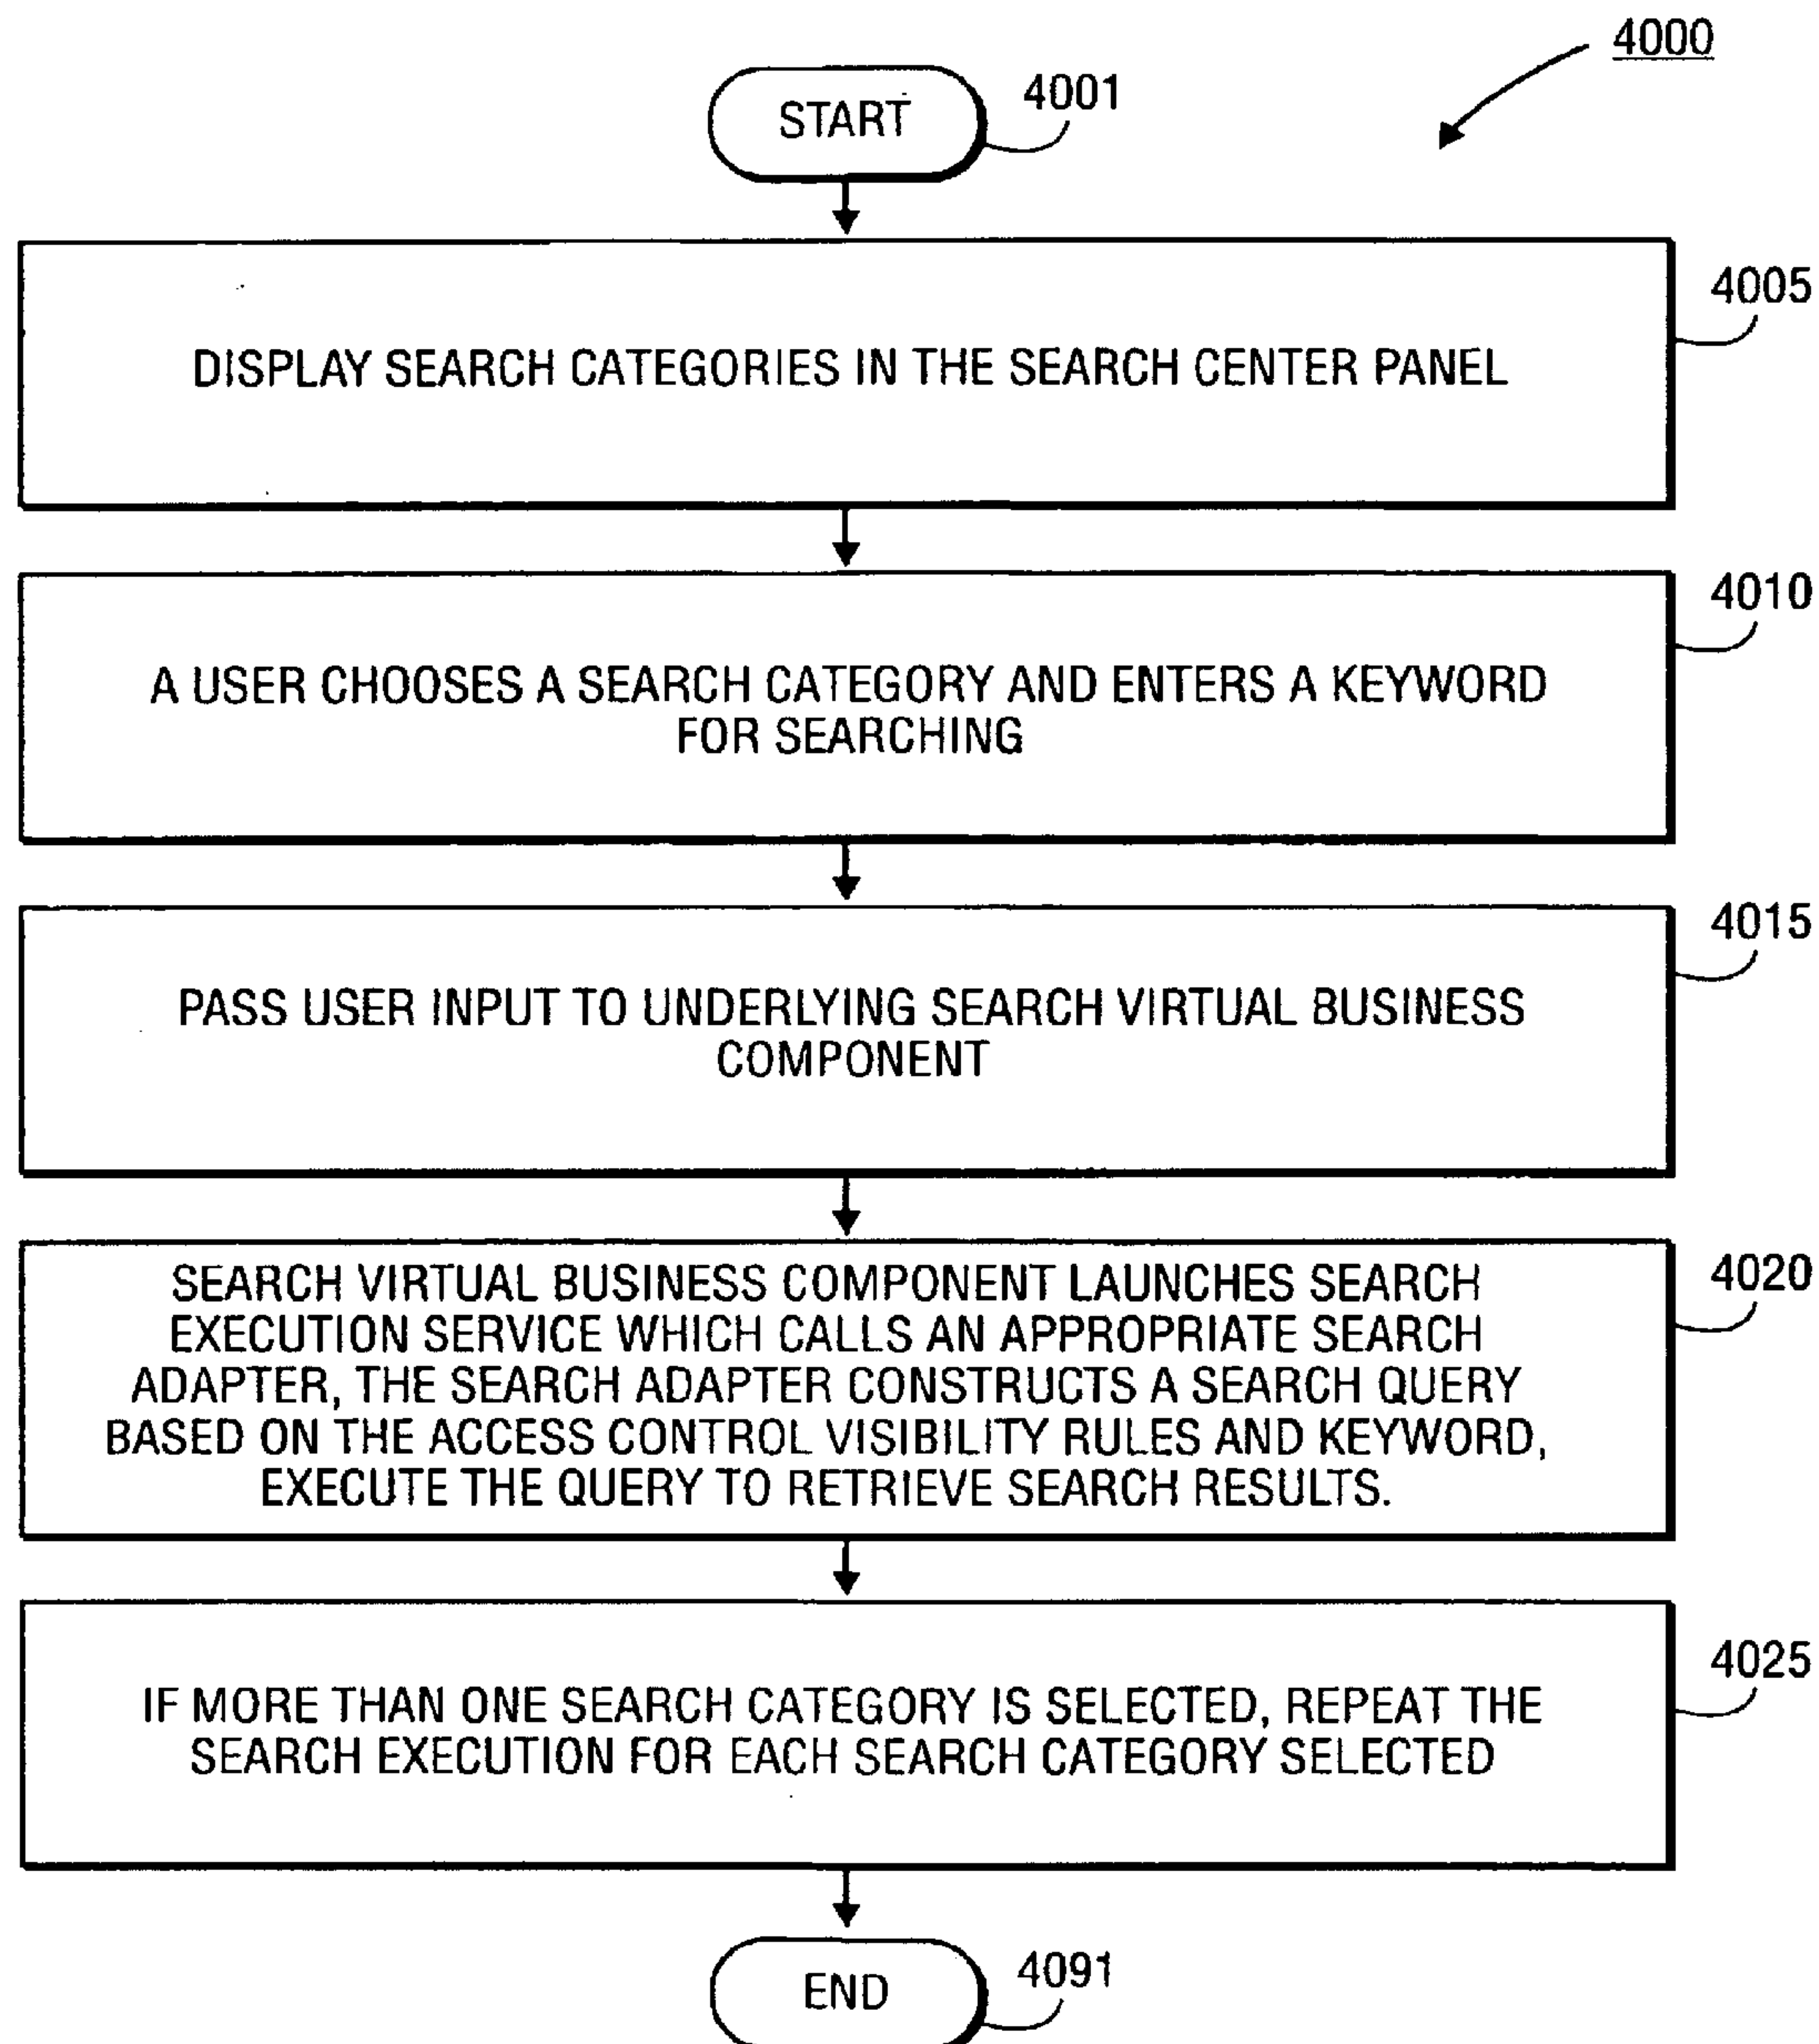 4000
START
4001
4005
DISPLAY SEARCH CATEGORIES IN THE SEARCH CENTER PANEL
4010
A USER CHOOSES A SEARCH CATEGORY AND ENTERS A KEYWORD
FOR SEARCHING
4015
PASS USER INPUT TO UNDERLYING SEARCH VIRTUAL BUSINESS
COMPONENT
4020
SEARCH VIRTUAL BUSINESS COMPONENT LAUNCHES SEARCH
EXECUTION SERVICE WHICH CALLS AN APPROPRIATE SEARCH
ADAPTER, THE SEARCH ADAPTER CONSTRUCTS A SEARCH QUERY
BASED ON THE ACCESS CONTROL VISIBILITY RULES AND KEYWORD,
EXECUTE THE QUERY TO RETRIEVE SEARCH RESULTS.
4025
IF MORE THAN ONE SEARCH CATEGORY IS SELECTED, REPEAT THE
SEARCH EXECUTION FOR EACH SEARCH CATEGORY SELECTED
END
4091